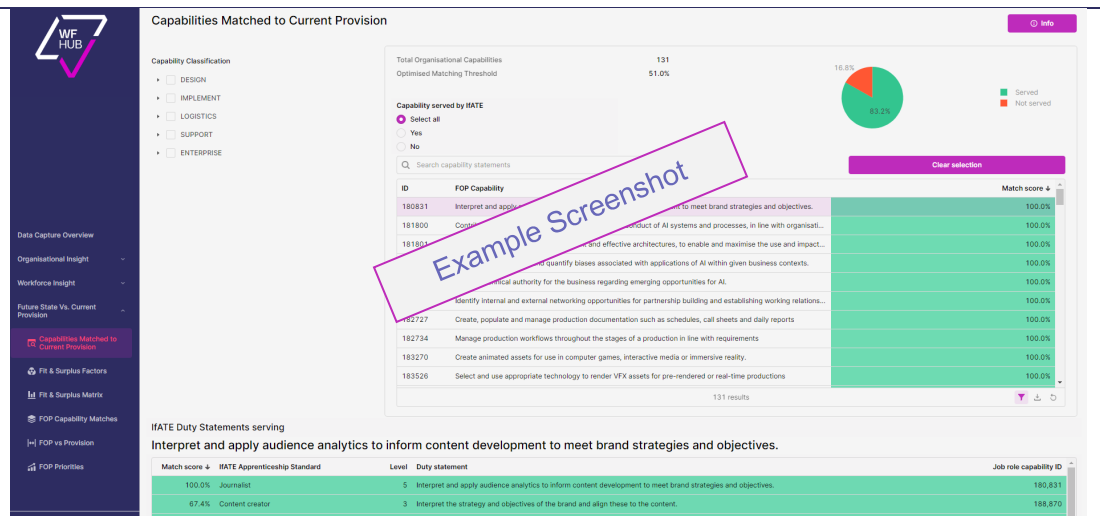 WF
HUB
Data Capture Overview
Organisational Insight
Workforce Insight
Future State Vs. Current
Provision
Capabilities Matched to
Current Provision
Fit & Surplus Factors
Fit & Surplus Matrix
FOP Capability Matches
FOP vs Provision
FOP Priorities
Capabilities Matched to Current Provision
Info
Capability Classification
DESIGN
IMPLEMENT
LOGISTICS
SUPPORT
ENTERPRISE
Total Organisational Capabilities 131
Optimised Matching Threshold 51.0%
Capability served by IfATE
Select all
Yes
No
16.8%
83.2%
Served
Not served
Search capability statements
Clear selection
ID FOP Capability Match score ↓
180831 Interpret and apply to meet brand strategies and objectives. 100.0%
181800 conduct of AI systems and processes, in line with organisati... 100.0%
181801 and effective architectures, to enable and maximise the use and impact... 100.0%
quantify biases associated with applications of AI within given business contexts. 100.0%
authority for the business regarding emerging opportunities for AI. 100.0%
Identify internal and external networking opportunities for partnership building and establishing working relations... 100.0%
182727 Create, populate and manage production documentation such as schedules, call sheets and daily reports 100.0%
182734 Manage production workflows throughout the stages of a production in line with requirements 100.0%
183270 Create animated assets for use in computer games, interactive media or immersive reality. 100.0%
183526 Select and use appropriate technology to render VFX assets for pre-rendered or real-time productions 100.0%
131 results
Example Screenshot
IfATE Duty Statements serving
Interpret and apply audience analytics to inform content development to meet brand strategies and objectives.
Match score ↓ IfATE Apprenticeship Standard Level Duty statement Job role capability ID
100.0% Journalist 5 Interpret and apply audience analytics to inform content development to meet brand strategies and objectives. 180,831
67.4% Content creator 3 Interpret the strategy and objectives of the brand and align these to the content. 188,870